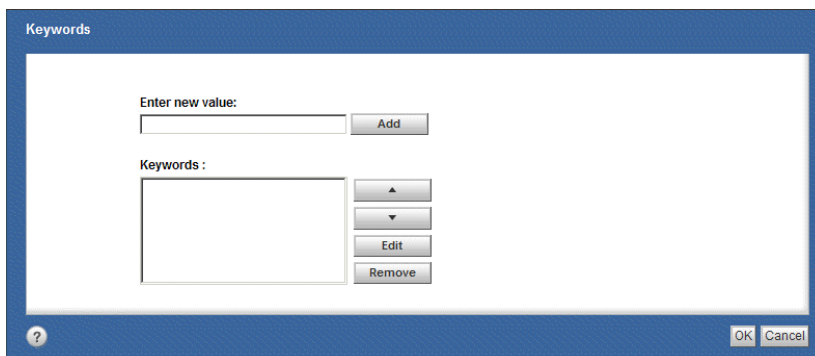 Keywords
Enter new value:
Add
Keywords :
Edit
Remove
?
OK Cancel